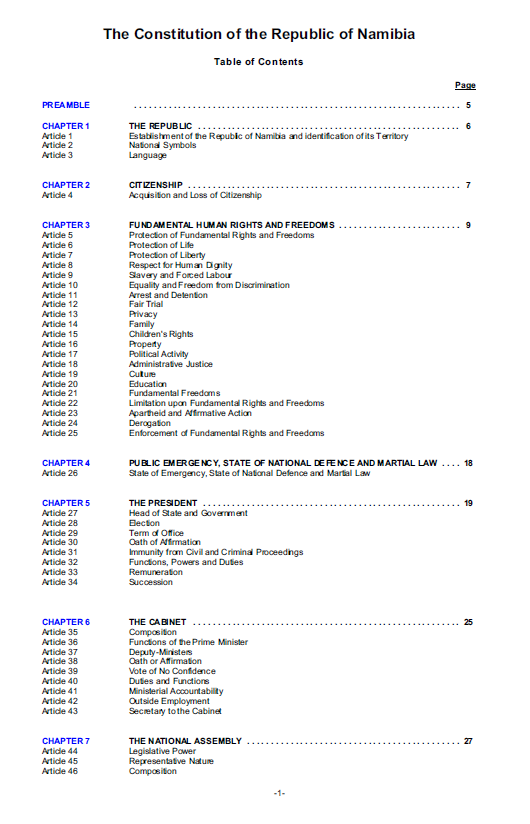 The Constitution of the Republic of Namibia
Table of Contents
Page
PREAMBLE . . . . . . . . . . . . . . . . . . . . . . . . . . . . . . . . . . . . . . . . . . . . . . . . . . . . . . . . . . . . . . . . . . 5
CHAPTER 1 THE REPUBLIC . . . . . . . . . . . . . . . . . . . . . . . . . . . . . . . . . . . . . . . . . . . . . . . . . . . . . 6
Article 1 Establishment of the Republic of Namibia and identification of its Territory
Article 2 National Symbols
Article 3 Language
CHAPTER 2 CITIZENSHIP . . . . . . . . . . . . . . . . . . . . . . . . . . . . . . . . . . . . . . . . . . . . . . . . . . . . . . . 7
Article 4 Acquisition and Loss of Citizenship
CHAPTER 3 FUNDAMENTAL HUMAN RIGHTS AND FREEDOMS . . . . . . . . . . . . . . . . . . . . . . . . . 9
Article 5 Protection of Fundamental Rights and Freedoms
Article 6 Protection of Life
Article 7 Protection of Liberty
Article 8 Respect for Human Dignity
Article 9 Slavery and Forced Labour
Article 10 Equality and Freedom from Discrimination
Article 11 Arrest and Detention
Article 12 Fair Trial
Article 13 Privacy
Article 14 Family
Article 15 Children's Rights
Article 16 Property
Article 17 Political Activity
Article 18 Administrative Justice
Article 19 Culture
Article 20 Education
Article 21 Fundamental Freedoms
Article 22 Limitation upon Fundamental Rights and Freedoms
Article 23 Apartheid and Affirmative Action
Article 24 Derogation
Article 25 Enforcement of Fundamental Rights and Freedoms
CHAPTER 4 PUBLIC EMERGENCY, STATE OF NATIONAL DEFENCE AND MARTIAL LAW . . . . 18
Article 26 State of Emergency, State of National Defence and Martial Law
CHAPTER 5 THE PRESIDENT . . . . . . . . . . . . . . . . . . . . . . . . . . . . . . . . . . . . . . . . . . . . . . . . . . . . 19
Article 27 Head of State and Government
Article 28 Election
Article 29 Term of Office
Article 30 Oath of Affirmation
Article 31 Immunity from Civil and Criminal Proceedings
Article 32 Functions, Powers and Duties
Article 33 Remuneration
Article 34 Succession
CHAPTER 6 THE CABINET . . . . . . . . . . . . . . . . . . . . . . . . . . . . . . . . . . . . . . . . . . . . . . . . . . . . . . 25
Article 35 Composition
Article 36 Functions of the Prime Minister
Article 37 Deputy-Ministers
Article 38 Oath or Affirmation
Article 39 Vote of No Confidence
Article 40 Duties and Functions
Article 41 Ministerial Accountability
Article 42 Outside Employment
Article 43 Secretary to the Cabinet
CHAPTER 7 THE NATIONAL ASSEMBLY . . . . . . . . . . . . . . . . . . . . . . . . . . . . . . . . . . . . . . . . . . . 27
Article 44 Legislative Power
Article 45 Representative Nature
Article 46 Composition
-1-